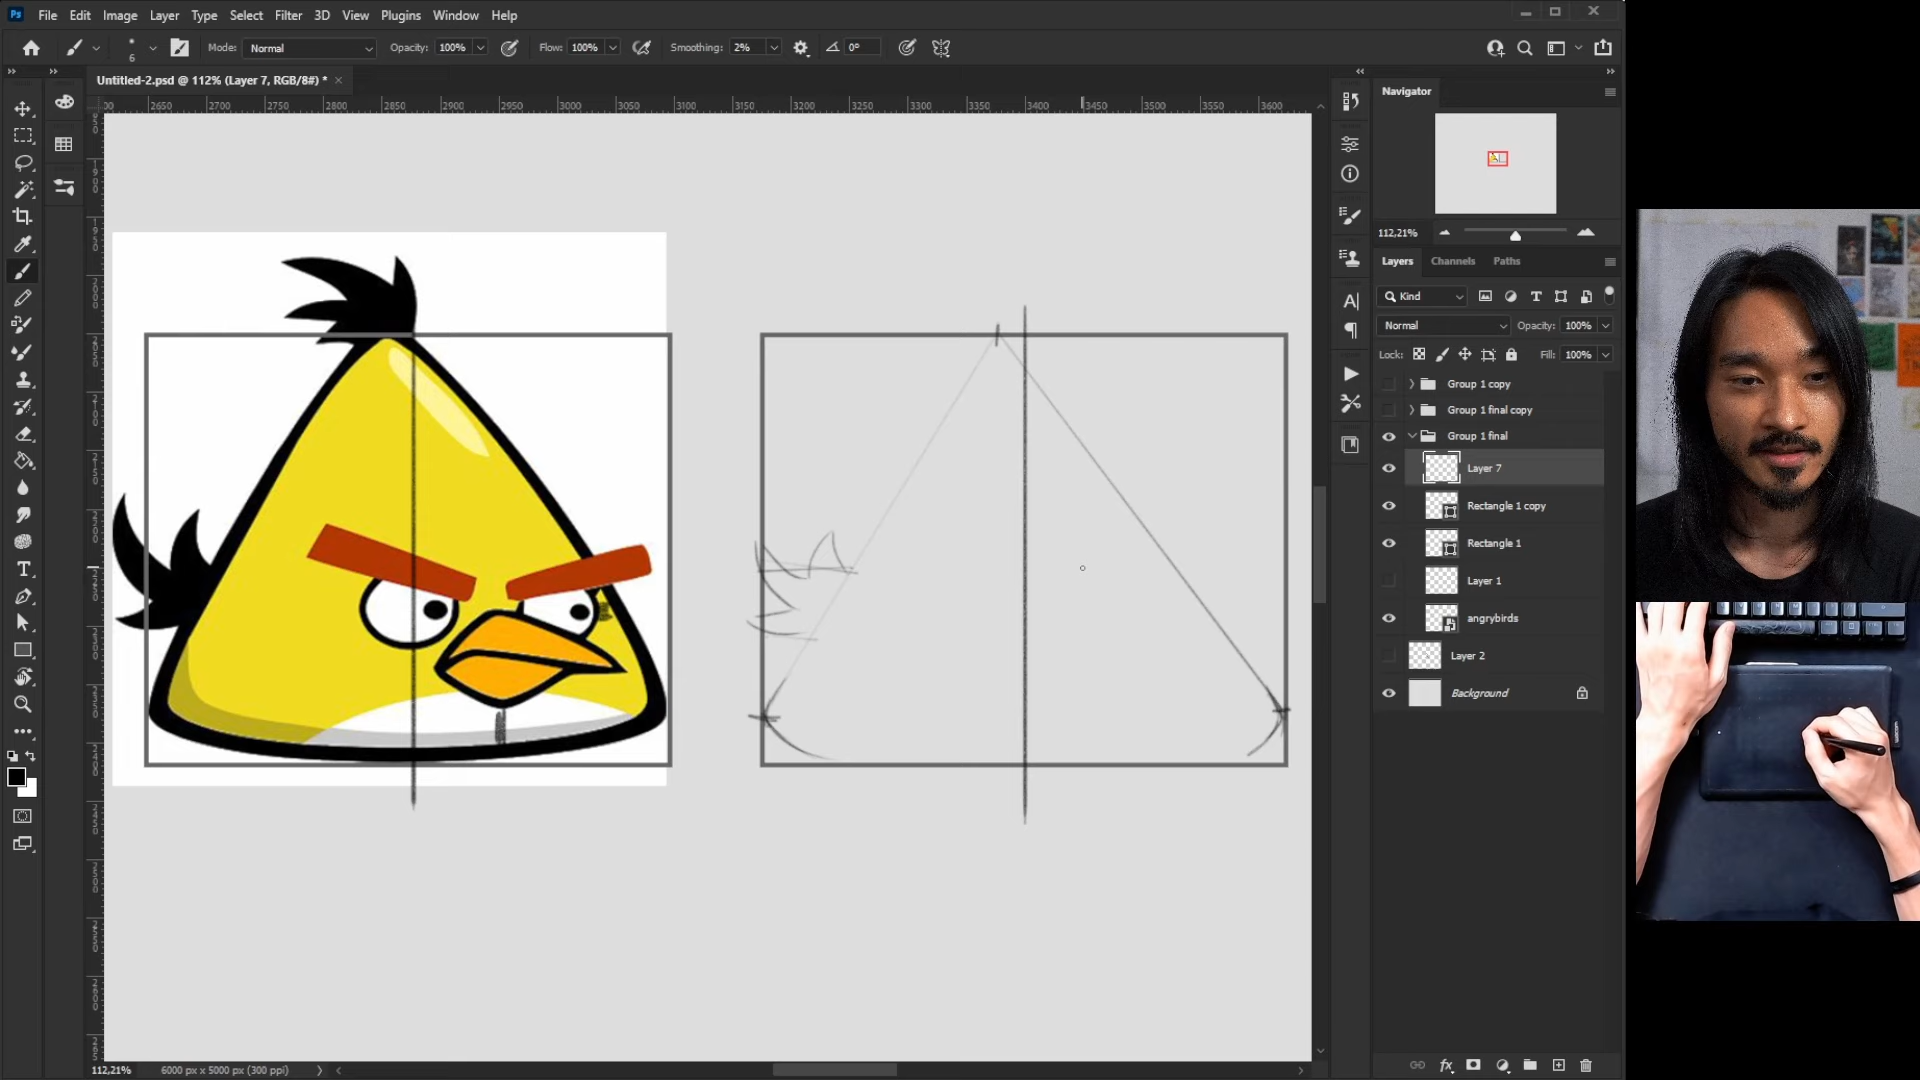 Ps File Edit Image Layer Type Select Filter 3D View Plugins Window Help
6 Mode: Normal Opacity: 100% Flow: 100% Smoothing: 2% 0°
Untitled-2.psd @ 112% (Layer 7, RGB/8#) *
00 2650 2700 2750 2800 2850 2900 2950 3000 3050 3100 3150 3200 3250 3300 3350 3400 3450 3500 3550 3600
Navigator
112,21%
Layers Channels Paths
Kind
Normal Opacity: 100%
Lock: Fill: 100%
Group 1 copy
Group 1 final copy
Group 1 final
Layer 7
Rectangle 1 copy
Rectangle 1
Layer 1
angrybirds
Layer 2
Background
112,21% 6000 px x 5000 px (300 ppi)